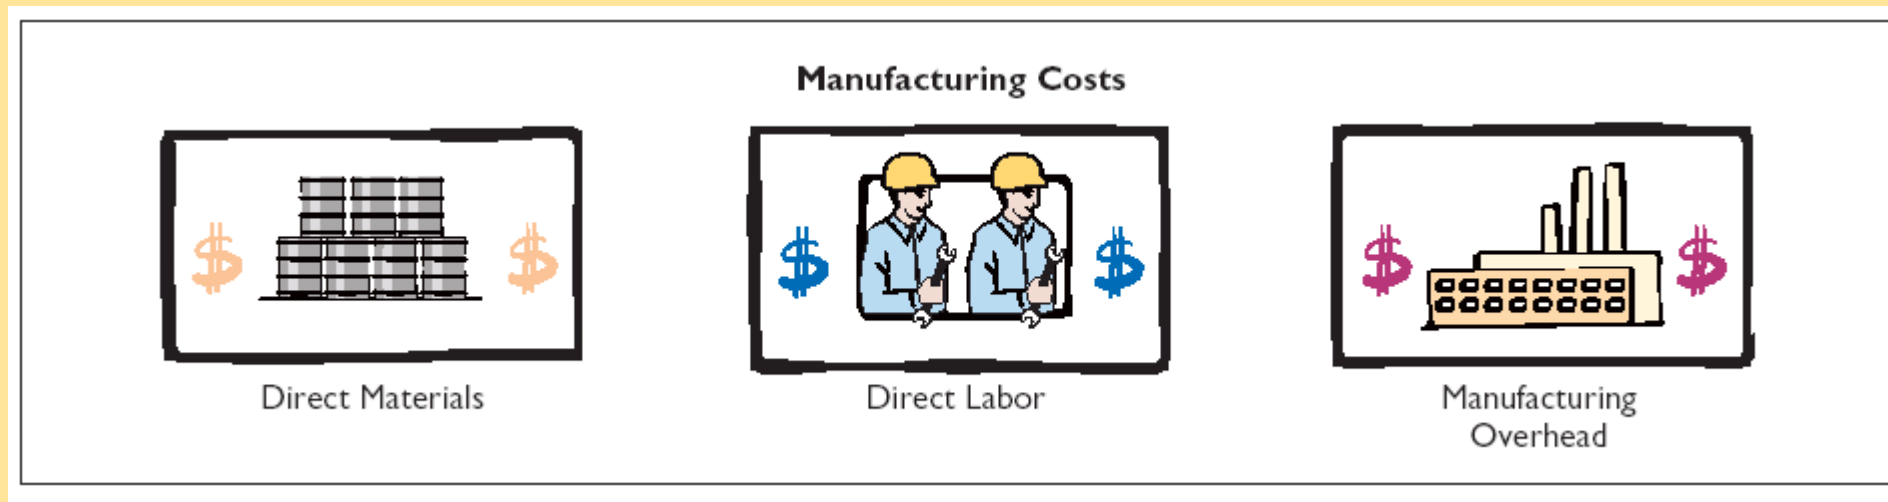 Manufacturing Costs
$ $ $ $ $ $
Direct Materials Direct Labor Manufacturing
Overhead